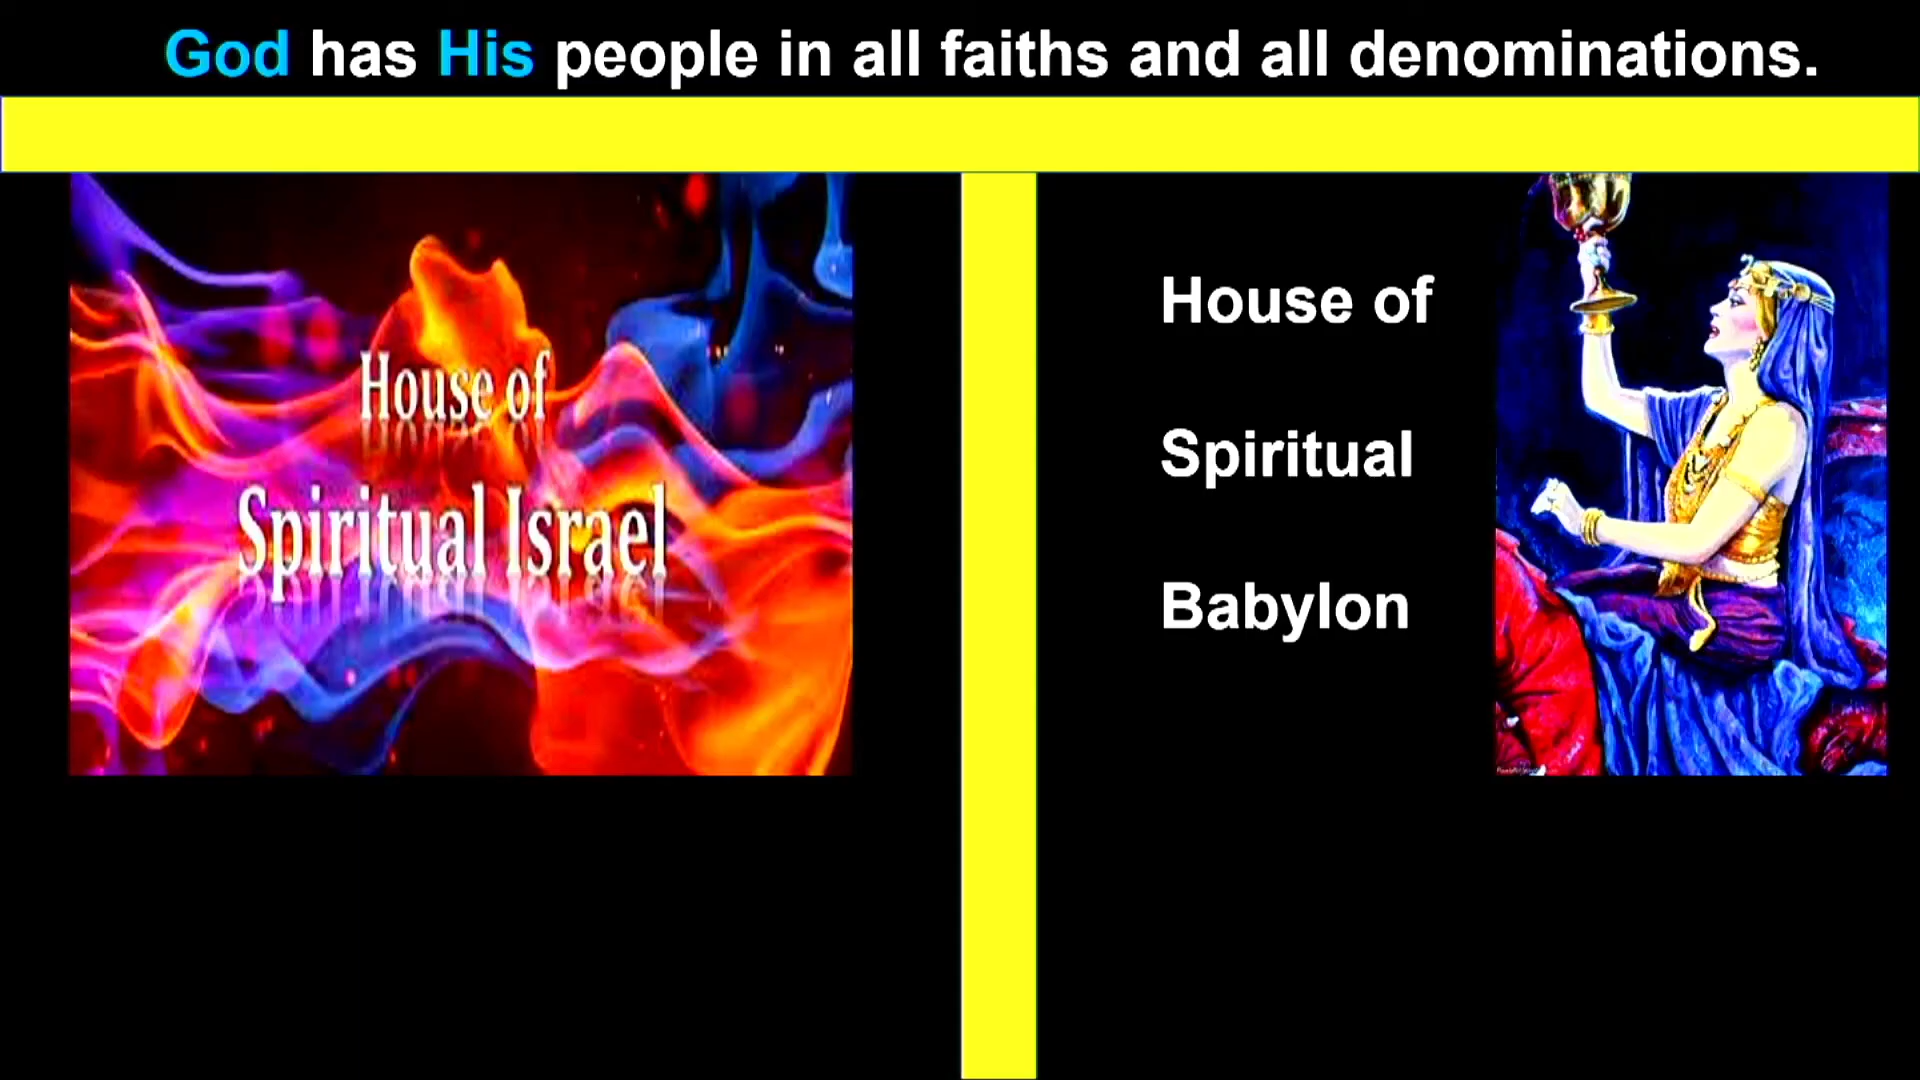 God has His people in all faiths and all denominations.
House of
Spiritual Israel
House of
Spiritual
Babylon